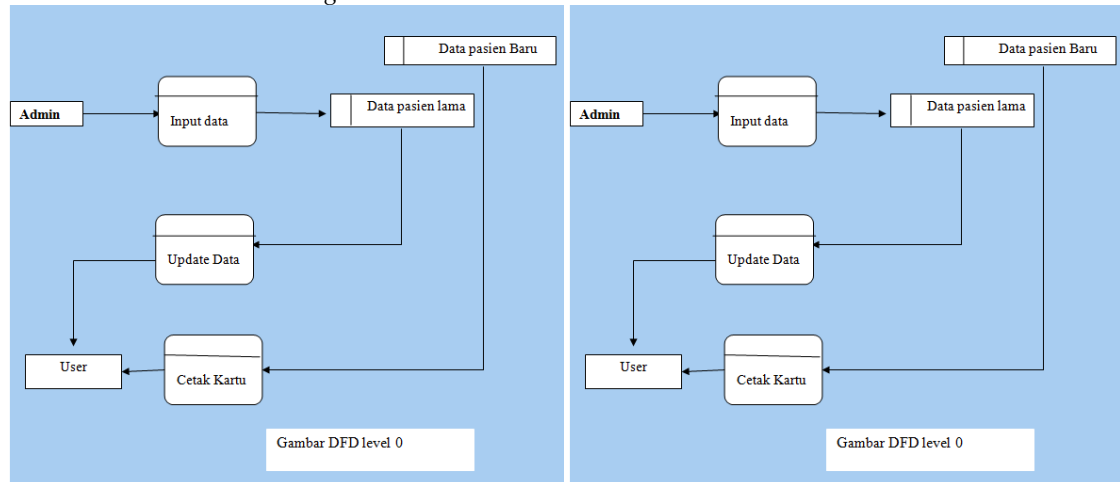 Data pasien Baru
Data pasien lama
Admin
Input data
Update Data
User
Cetak Kartu
Gambar DFD level 0
Data pasien Baru
Data pasien lama
Admin
Input data
Update Data
User
Cetak Kartu
Gambar DFD level 0